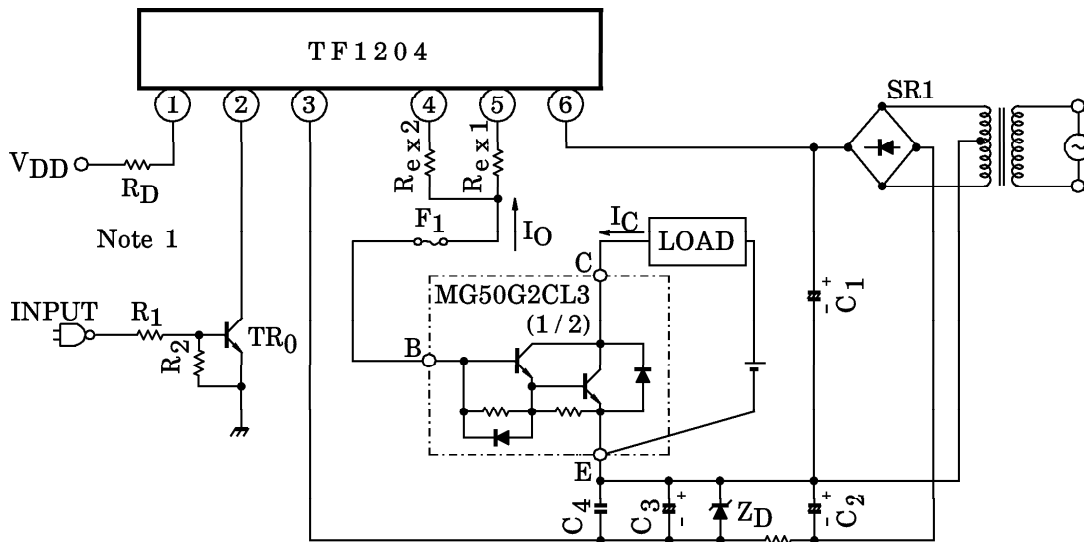 TF1204
1
2
3
4
5
6
SR1
VDD
RD
Rex2
Rex1
Note 1
F1
IO
IC
LOAD
C
MG50G2CL3
(1/2)
+
-
C1
INPUT
R1
R2
TR0
B
E
C4
C3
+
-
ZD
+
-
C2